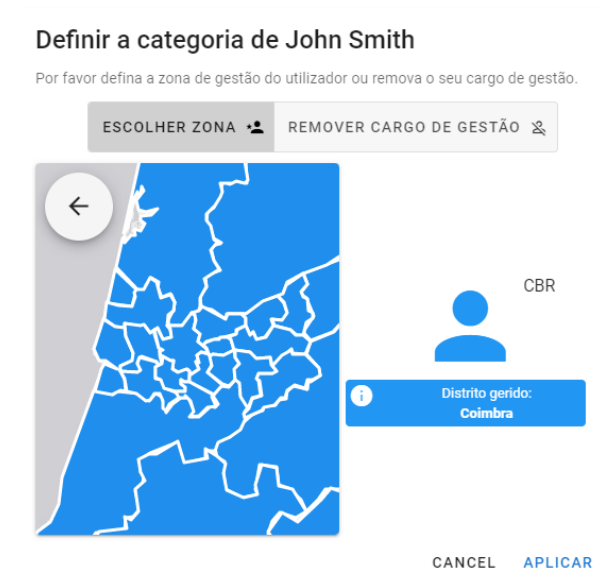 Definir a categoria de John Smith
Por favor defina a zona de gestão do utilizador ou remova o seu cargo de gestão.
ESCOLHER ZONA
REMOVER CARGO DE GESTÃO
CBR
Distrito gerido:
Coimbra
CANCEL
APLICAR